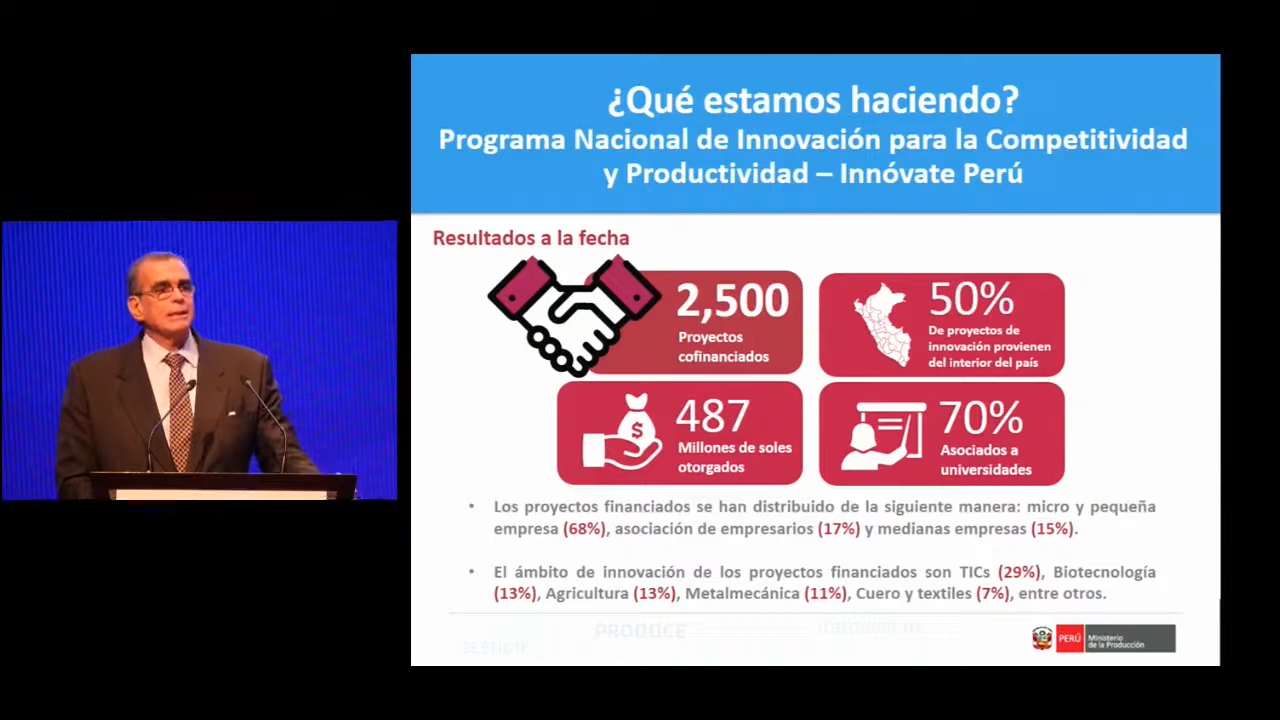 ¿Qué estamos haciendo?
Programa Nacional de Innovación para la Competitividad
y Productividad – Innóvate Perú
Resultados a la fecha
2,500
Proyectos
cofinanciados
50%
De proyectos de
innovación provienen
del interior del país
487
Millones de soles
otorgados
70%
Asociados a
universidades
• Los proyectos financiados se han distribuido de la siguiente manera: micro y pequeña
empresa (68%), asociación de empresarios (17%) y medianas empresas (15%).
• El ámbito de innovación de los proyectos financiados son TICs (29%), Biotecnología
(13%), Agricultura (13%), Metalmecánica (11%), Cuero y textiles (7%), entre otros.
PRODUCE
GESTIÓN
PERÚ
Ministerio
de la Producción